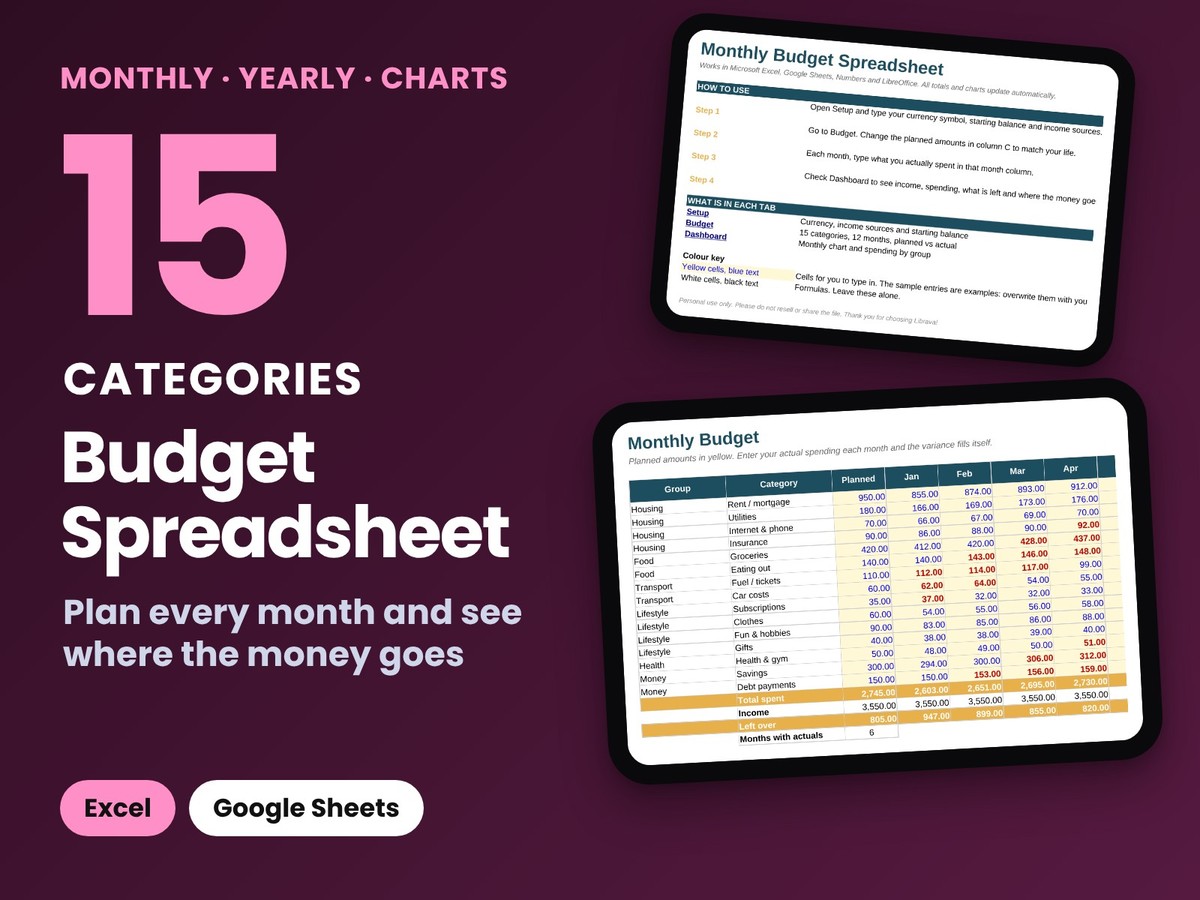 MONTHLY · YEARLY · CHARTS
15
CATEGORIES
Budget
Spreadsheet
Plan every month and see
where the money goes
Excel
Google Sheets
Monthly Budget Spreadsheet
Works in Microsoft Excel, Google Sheets, Numbers and LibreOffice. All totals and charts update automatically.
HOW TO USE
Step 1 Open Setup and type your currency symbol, starting balance and income sources.
Step 2 Go to Budget. Change the planned amounts in column C to match your life.
Step 3 Each month, type what you actually spent in that month column.
Step 4 Check Dashboard to see income, spending, what is left and where the money goe
WHAT IS IN EACH TAB
Setup Currency, income sources and starting balance
Budget 15 categories, 12 months, planned vs actual
Dashboard Monthly chart and spending by group
Colour key
Yellow cells, blue text Cells for you to type in. The sample entries are examples: overwrite them with you
White cells, black text Formulas. Leave these alone.
Personal use only. Please do not resell or share the file. Thank you for choosing Librava!
Monthly Budget
Planned amounts in yellow. Enter your actual spending each month and the variance fills itself.
Group Category Planned Jan Feb Mar Apr
Housing Rent / mortgage 950.00 855.00 874.00 893.00 912.00
Housing Utilities 180.00 166.00 169.00 173.00 176.00
Housing Internet & phone 70.00 66.00 67.00 69.00 70.00
Housing Insurance 90.00 86.00 88.00 90.00 92.00
Food Groceries 420.00 412.00 420.00 428.00 437.00
Food Eating out 140.00 140.00 143.00 146.00 148.00
Transport Fuel / tickets 110.00 112.00 114.00 117.00 99.00
Transport Car costs 60.00 62.00 64.00 54.00 55.00
Lifestyle Subscriptions 35.00 37.00 32.00 32.00 33.00
Lifestyle Clothes 60.00 54.00 55.00 56.00 58.00
Lifestyle Fun & hobbies 90.00 83.00 85.00 86.00 88.00
Lifestyle Gifts 40.00 38.00 38.00 39.00 40.00
Health Health & gym 50.00 48.00 49.00 50.00 51.00
Money Savings 300.00 294.00 300.00 306.00 312.00
Money Debt payments 150.00 150.00 153.00 156.00 159.00
Total spent 2,745.00 2,603.00 2,651.00 2,695.00 2,730.00
Income 3,550.00 3,550.00 3,550.00 3,550.00 3,550.00
Left over 805.00 947.00 899.00 855.00 820.00
Months with actuals 6